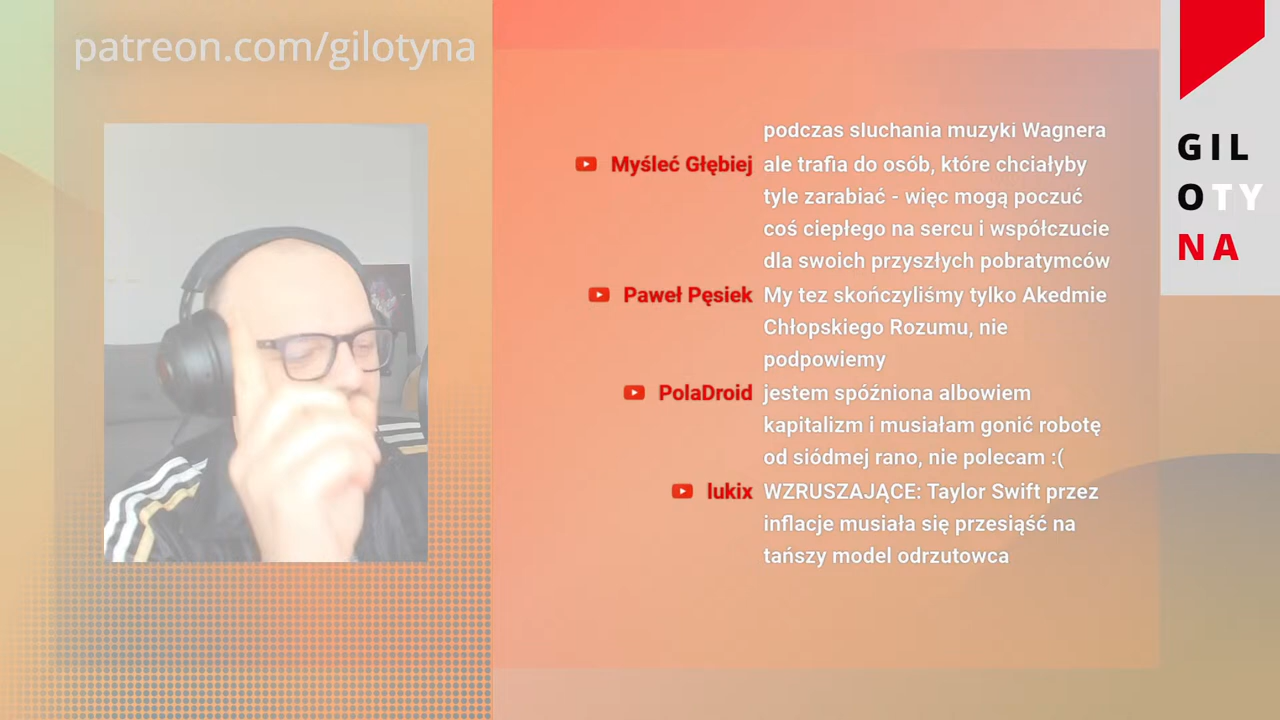 patreon.com/gilotyna
podczas sluchania muzyki Wagnera
Myśleć Głębiej ale trafia do osób, które chciałyby
tyle zarabiać - więc mogą poczuć
coś ciepłego na sercu i współczucie
dla swoich przyszłych pobratymców
Paweł Pęsiek My tez skończyliśmy tylko Akedmie
Chłopskiego Rozumu, nie
podpowiemy
PolaDroid jestem spóźniona albowiem
kapitalizm i musiałam gonić robotę
od siódmej rano, nie polecam :(
lukix WZRUSZAJĄCE: Taylor Swift przez
inflacje musiała się przesiąść na
tańszy model odrzutowca
GIL
OTY
NA